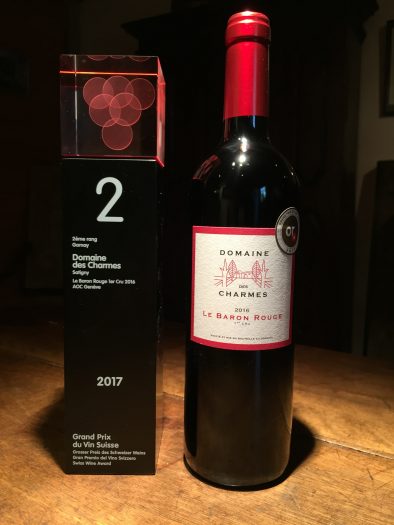 2
2ème rang
Gamay
Domaine
des Charmes
Satigny
Le Baron Rouge 1er Cru 2016
AOC Genève
2017
Grand Prix
du Vin Suisse
Grosser Preis des Schweizer Weins
Gran Premio del Vino Svizzero
Swiss Wine Award
DOMAINE
DES
CHARMES
2016
LE BARON ROUGE
1ER CRU